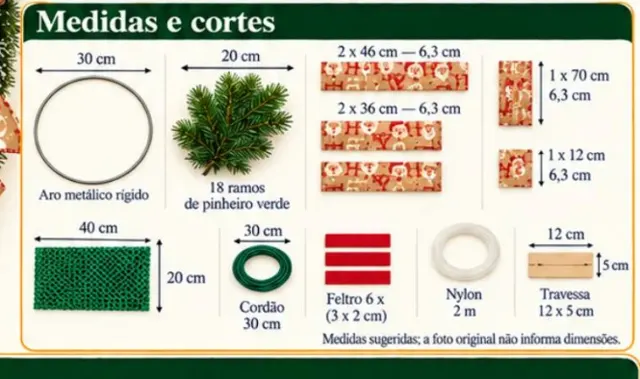 Medidas e cortes
30 cm
Aro metálico rígido
20 cm
18 ramos
de pinheiro verde
2 x 46 cm — 6,3 cm
2 x 36 cm — 6,3 cm
1 x 70 cm
6,3 cm
1 x 12 cm
6,3 cm
40 cm
20 cm
30 cm
Cordão
30 cm
Feltro 6 x
(3 x 2 cm)
Nylon
2 m
12 cm
5 cm
Travessa
12 x 5 cm
Medidas sugeridas; a foto original não informa dimensões.